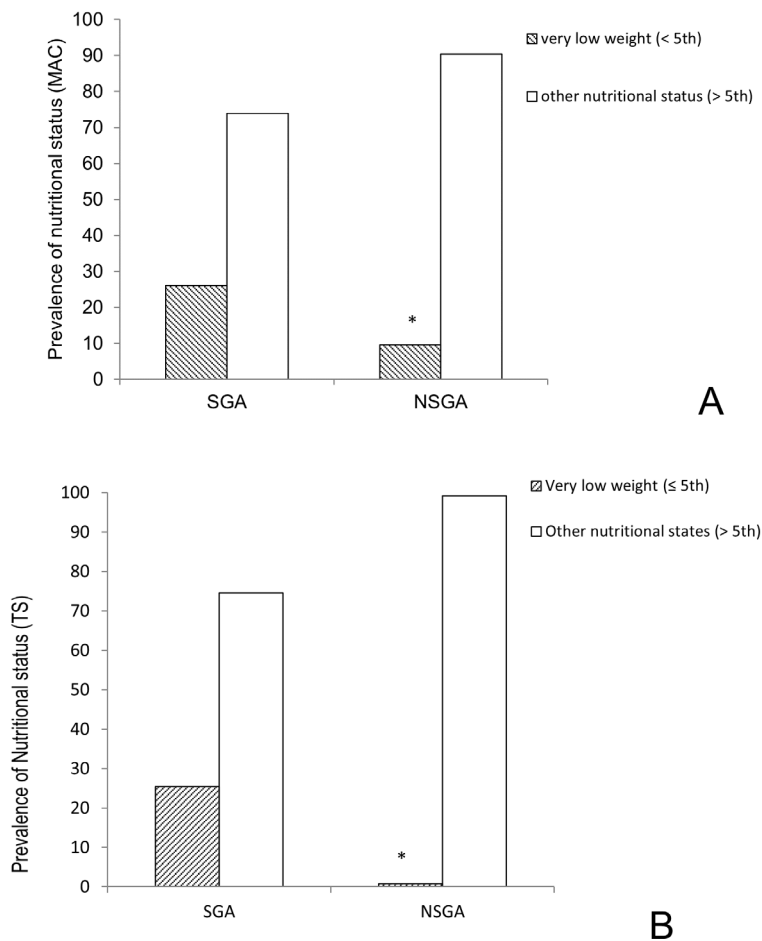 Prevalence of nutritional status (MAC)
100
90
80
70
60
50
40
30
20
10
0
*
SGA
NSGA
very low weight (< 5th)
other nutritional status (> 5th)
A
Prevalence of Nutritional status (TS)
100
90
80
70
60
50
40
30
20
10
0
*
SGA
NSGA
Very low weight (≤ 5th)
Other nutritional states (> 5th)
B